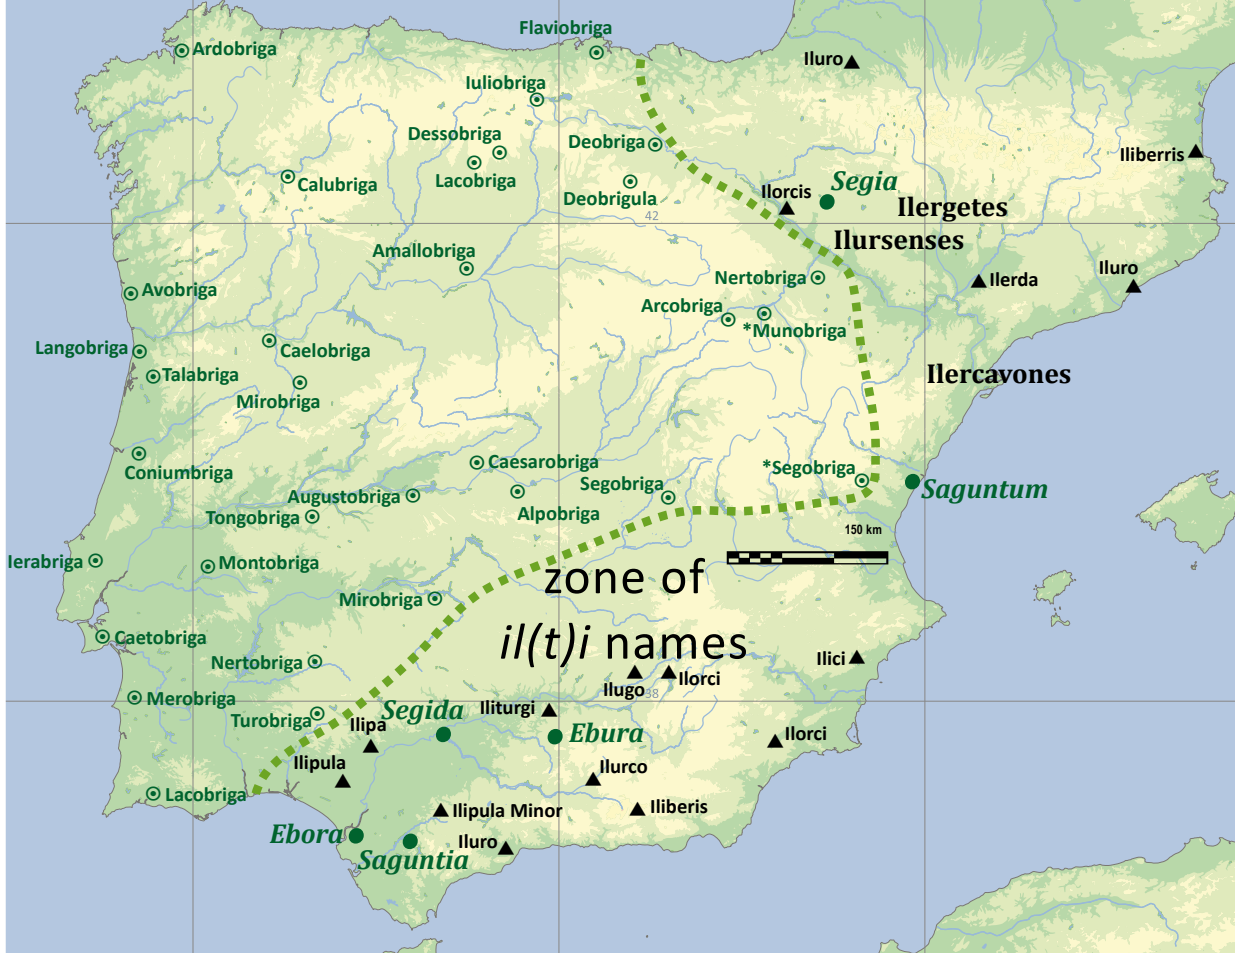 Flaviobriga
Ardobriga
Iluro
Iuliobriga
Dessobriga
Deobriga
Iliberris
Lacobriga
Calubriga
Segia
Deobrigula
Ilorcis
Ilergetes
42
Ilursenses
Amallobriga
Iluro
Nertobriga
Ilerda
Avobriga
Arcobriga
*Munobriga
Langobriga
Caelobriga
Talabriga
Ilercavones
Mirobriga
Caesarobriga
*Segobriga
Coniumbriga
Segobriga
Saguntum
Augustobriga
Alpobriga
Tongobriga
150 km
Ierabriga
Montobriga
zone of
Mirobriga
Caetobriga
il(t)i names
Nertobriga
Ilici
Ilorci
Ilugo
38
Merobriga
Segida
Iliturgi
Turobriga
Ilipa
Ebura
Ilorci
Ilipula
Ilurco
Lacobriga
Ilipula Minor
Iliberis
Ebora
Iluro
Saguntia